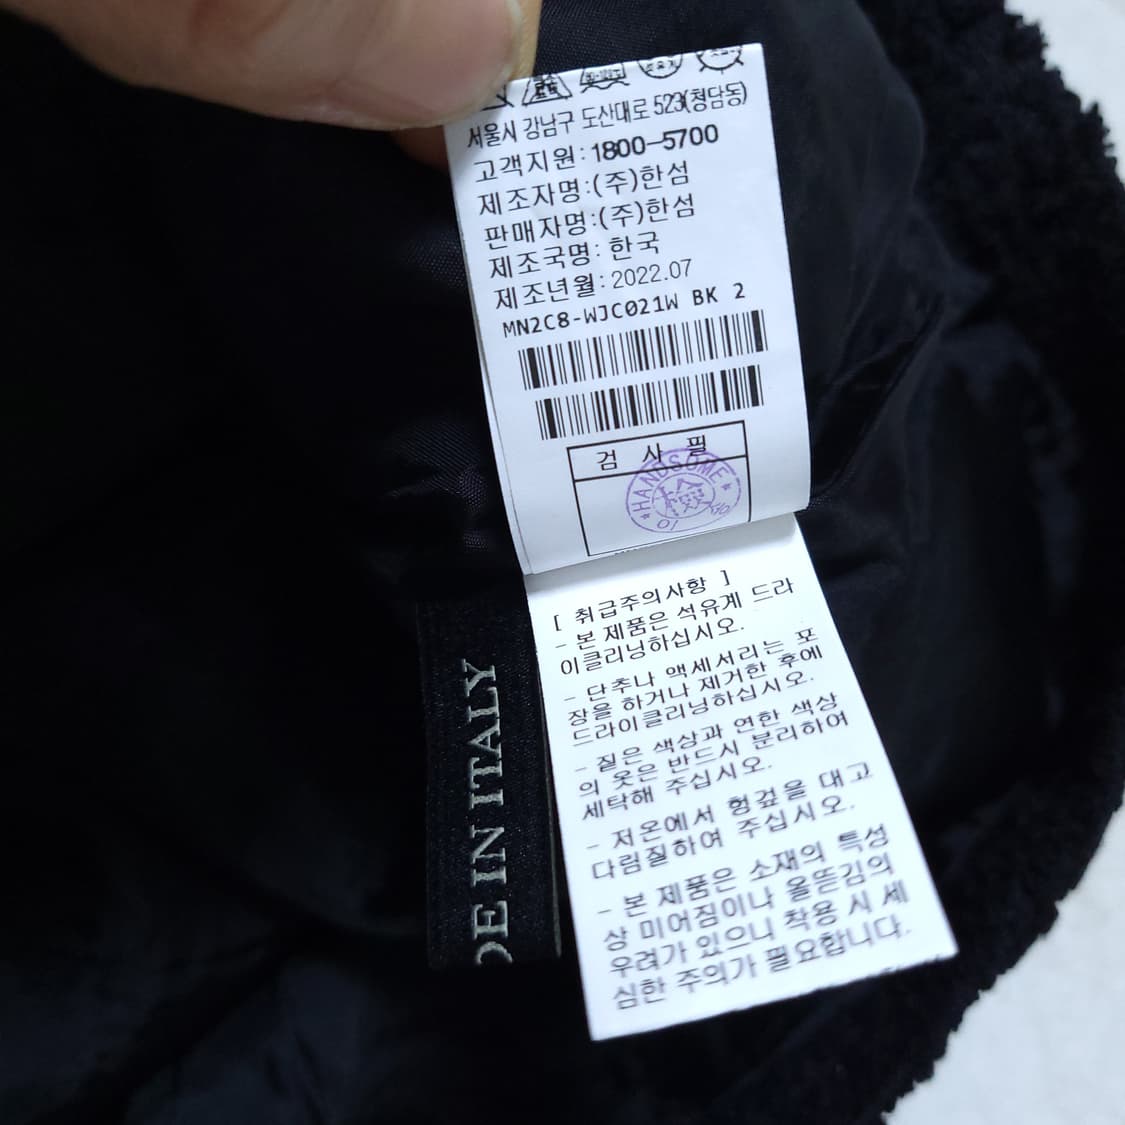 서울시 강남구 도산대로 523(청담동)
고객지원:1800-5700
제조자명:(주)한섬
판매자명:(주)한섬
제조국명: 한국
제조년월: 2022.07
MN2C8-WJC021W BK 2
검 사 필
HANDSOME
檢
01
[ 취급주의사항 ]
- 본 제품은 석유계 드라
이클리닝하십시오.
- 단추나 액세서리는 포
장을 하거나 제거한 후에
드라이클리닝하십시오.
- 짙은 색상과 연한 색상
의 옷은 반드시 분리하여
세탁해 주십시오.
- 저온에서 헝겊을 대고
다림질하여 주십시오.
- 본 제품은 소재의 특성
상 미어짐이나 올뜯김의
우려가 있으니 착용 시 세
심한 주의가 필요합니다.
DE IN ITALY